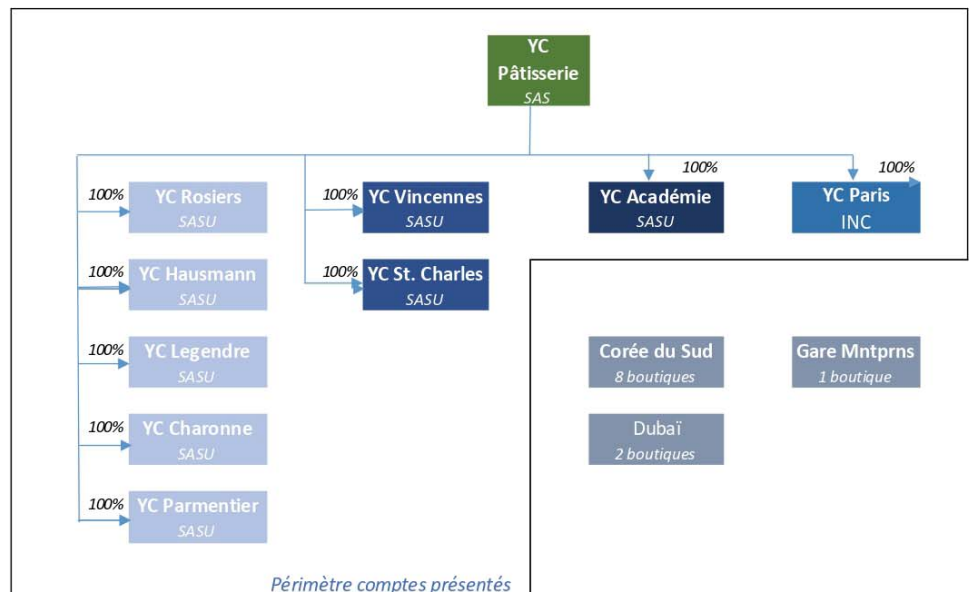 YC
Pâtisserie
SAS
100%
YC Rosiers
SASU
100%
YC Vincennes
SASU
100%
YC Académie
SASU
100%
YC Paris
INC
100%
YC Hausmann
SASU
100%
YC St. Charles
SASU
100%
YC Legendre
SASU
Corée du Sud
8 boutiques
Gare Mntprns
1 boutique
100%
YC Charonne
SASU
Dubaï
2 boutiques
100%
YC Parmentier
SASU
Périmètre comptes présentés